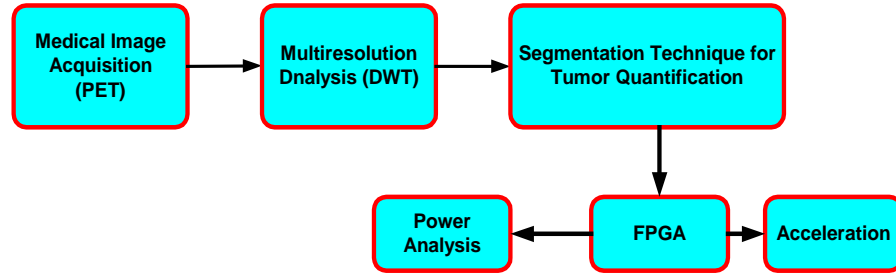 Medical Image
Acquisition
(PET)
Multiresolution
Dnalysis (DWT)
Segmentation Technique for
Tumor Quantification
Power
Analysis
FPGA
Acceleration